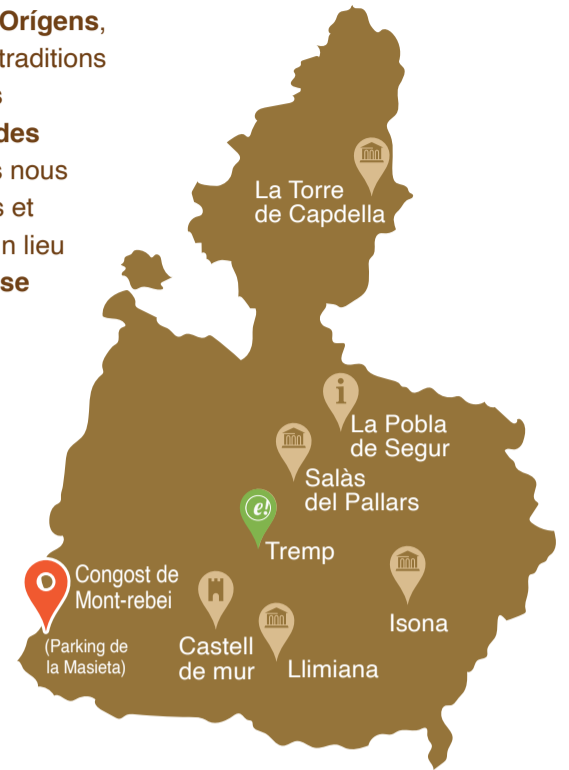 Orígens,
traditions
s
des
s nous
s et
n lieu
se
La Torre
de Capdella
i
La Pobla
de Segur
Salàs
del Pallars
e!
Tremp
Congost de
Mont-rebei
(Parking de
la Masieta)
Castell
de mur
Llimiana
Isona